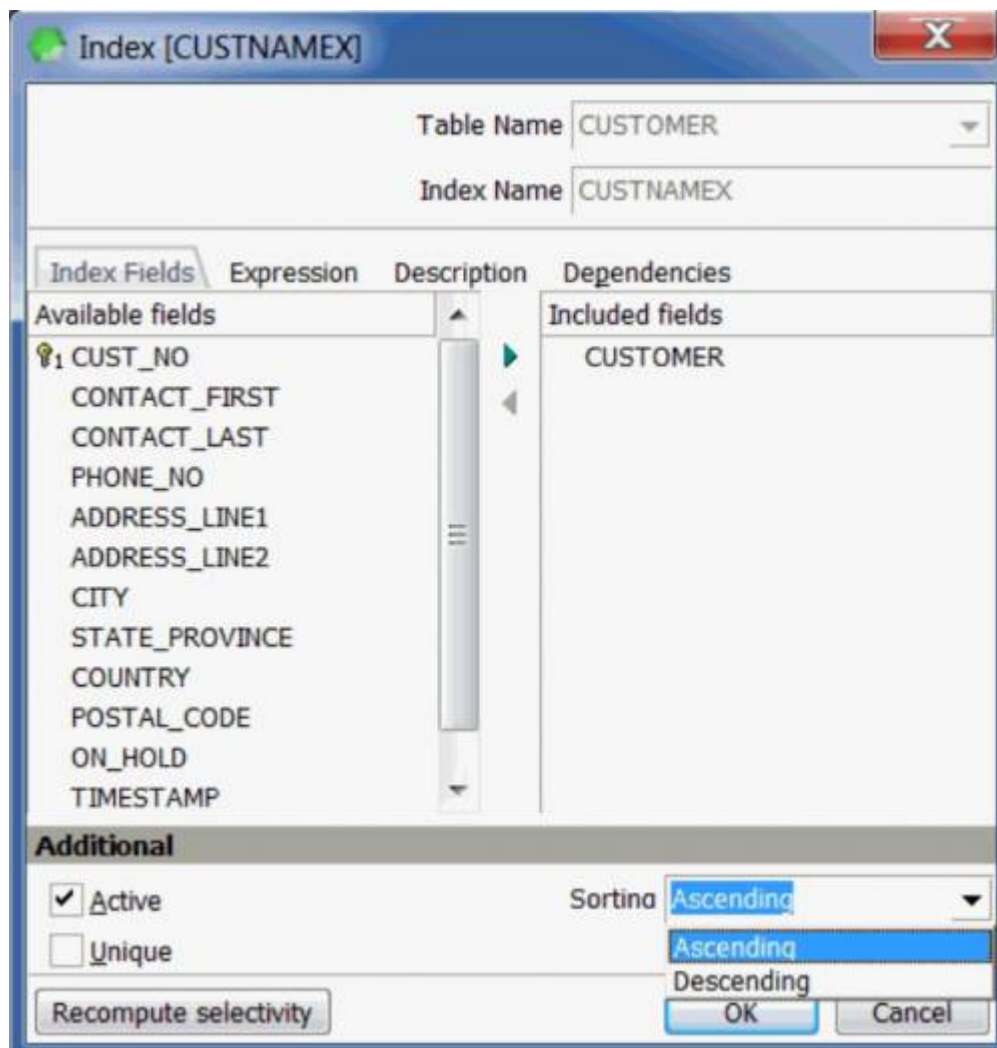 Index [CUSTNAMEX]
Table Name CUSTOMER
Index Name CUSTNAMEX
Index Fields Expression Description Dependencies
Available fields Included fields
1 CUST_NO CUSTOMER
CONTACT_FIRST
CONTACT_LAST
PHONE_NO
ADDRESS_LINE1
ADDRESS_LINE2
CITY
STATE_PROVINCE
COUNTRY
POSTAL_CODE
ON_HOLD
TIMESTAMP
Additional
Active Sorting Ascending
Unique Ascending
Descending
Recompute selectivity OK Cancel